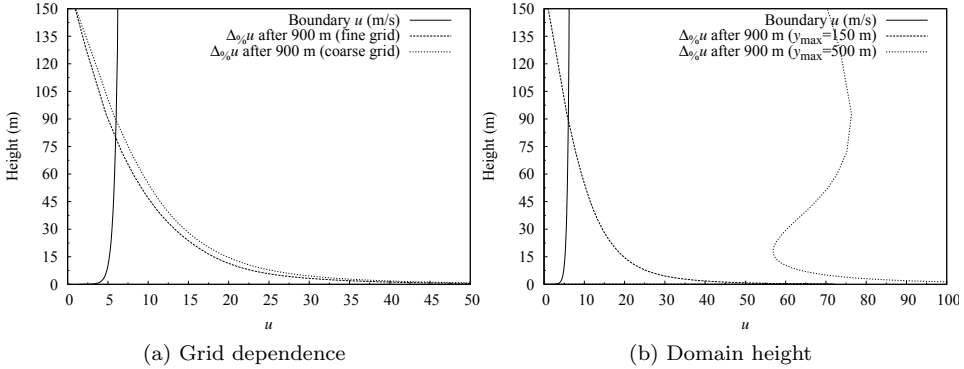 Boundary u (m/s)
Δ%u after 900 m (fine grid)
Δ%u after 900 m (coarse grid)
Height (m)
150
135
120
105
90
75
60
45
30
15
0
0 5 10 15 20 25 30 35 40 45 50
u
(a) Grid dependence
Boundary u (m/s)
Δ%u after 900 m (ymax=150 m)
Δ%u after 900 m (ymax=500 m)
Height (m)
150
135
120
105
90
75
60
45
30
15
0
0 10 20 30 40 50 60 70 80 90 100
u
(b) Domain height